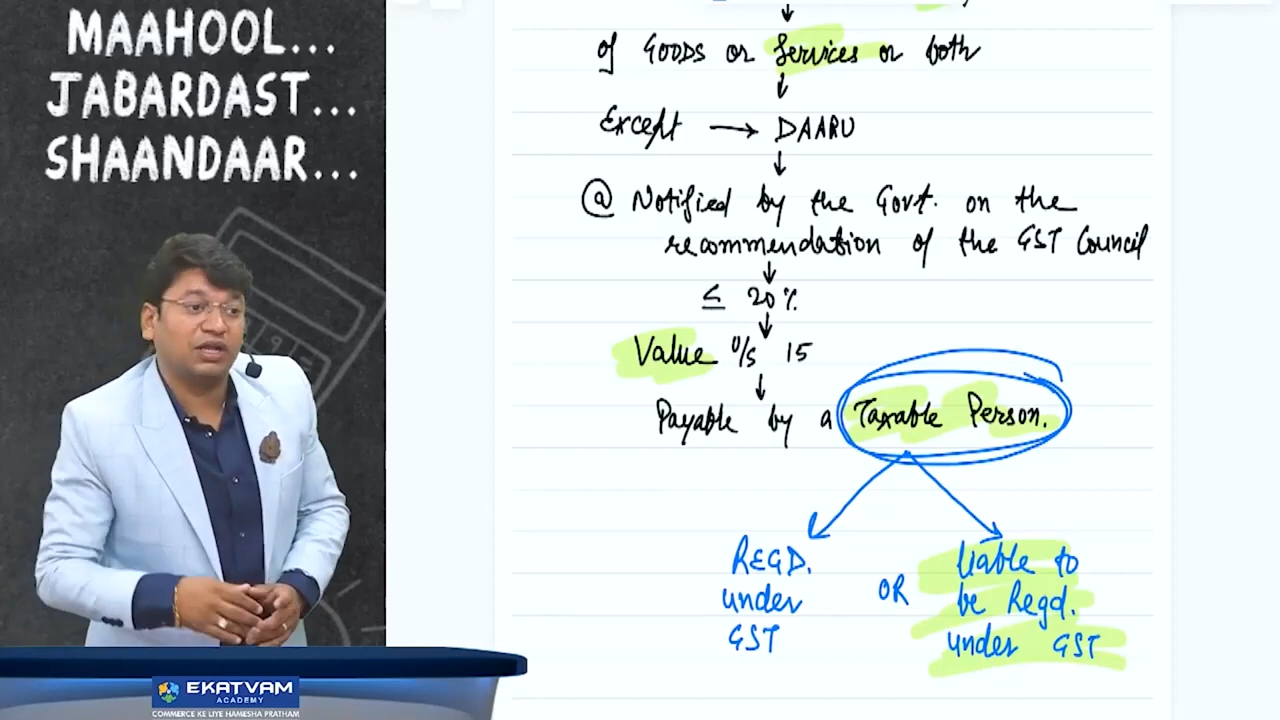 MAAHOOL...
JABARDAST...
SHAANDAAR...
of GOODS or Services or both
Except → DAARU
@ Notified by the Govt. on the
recommendation of the GST Council
≤ 20%
Value u/s 15
Payable by a Taxable Person.
REGD.
under
GST
OR
liable to
be Regd.
under GST
EKATVAM
ACADEMY
COMMERCE KE LIYE HAMESHA PRATHAM